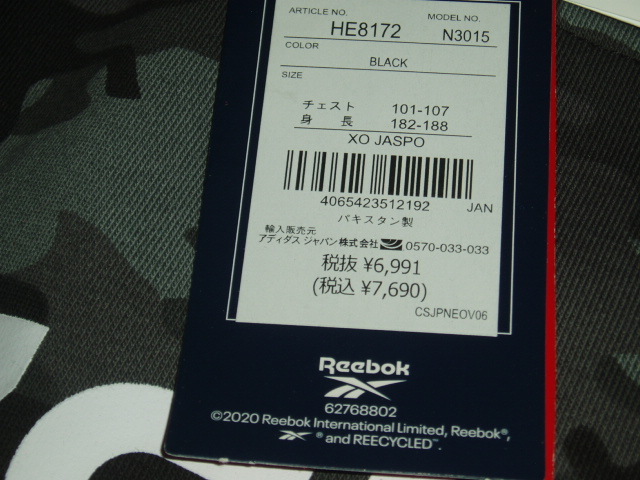 ARTICLE NO. MODEL NO.
HE8172 N3015
COLOR
BLACK
SIZE
チェスト 101-107
身長 182-188
XO JASPO
4065423512192 JAN
パキスタン製
輸入販売元
アディダス ジャパン株式会社 0570-033-033
税抜 ¥6,991
(税込 ¥7,690)
CSJPNEOV06
Reebok
62768802
©2020 Reebok International Limited, Reebok®,
® and REECYCLED™.